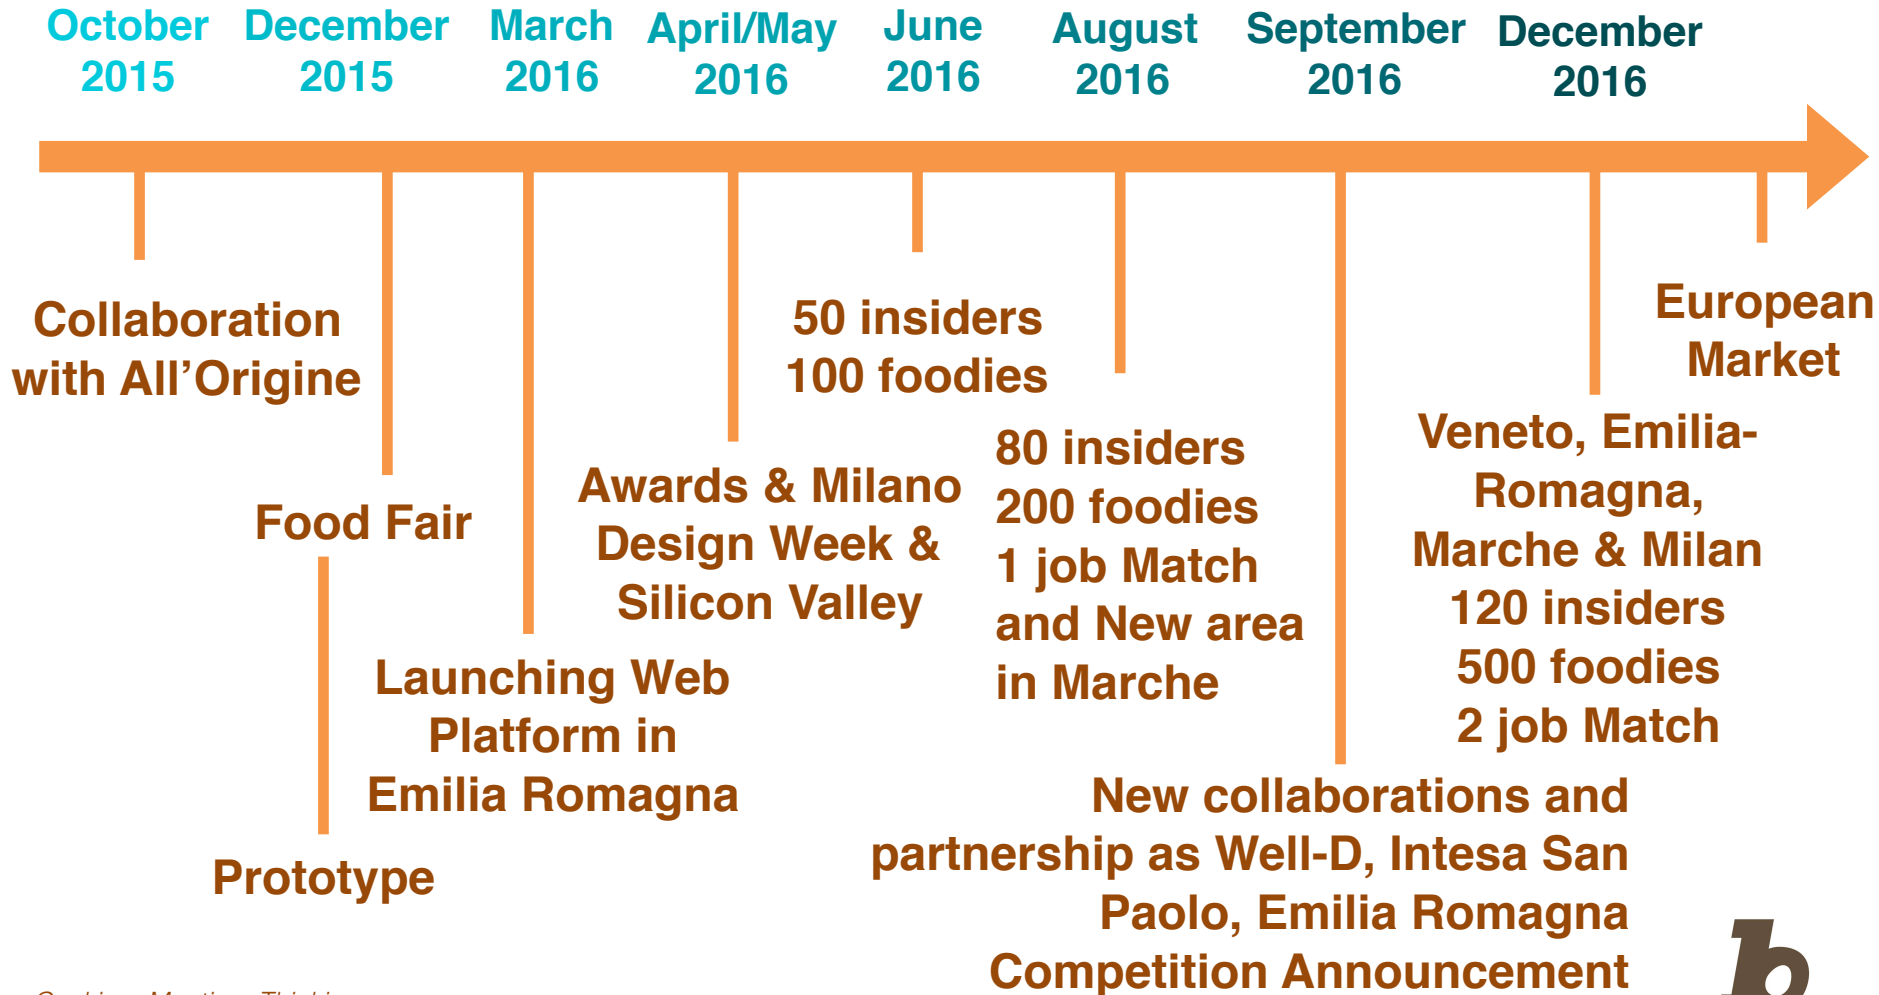 October
2015
December
2015
March
2016
April/May
2016
June
2016
August
2016
September
2016
December
2016
Collaboration
with All’Origine
Food Fair
Prototype
Launching Web
Platform in
Emilia Romagna
Awards & Milano
Design Week &
Silicon Valley
50 insiders
100 foodies
80 insiders
200 foodies
1 job Match
and New area
in Marche
New collaborations and
partnership as Well-D, Intesa San
Paolo, Emilia Romagna
Competition Announcement
Veneto, Emilia-
Romagna,
Marche & Milan
120 insiders
500 foodies
2 job Match
European
Market
b